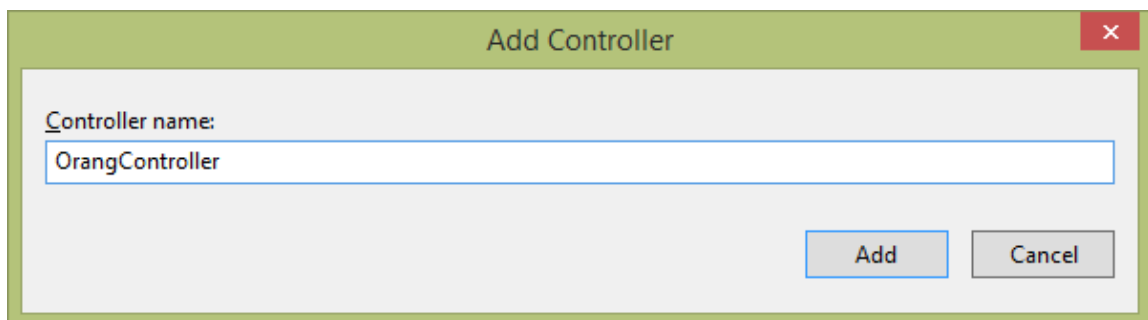 Add Controller
Controller name:
OrangController
Add Cancel